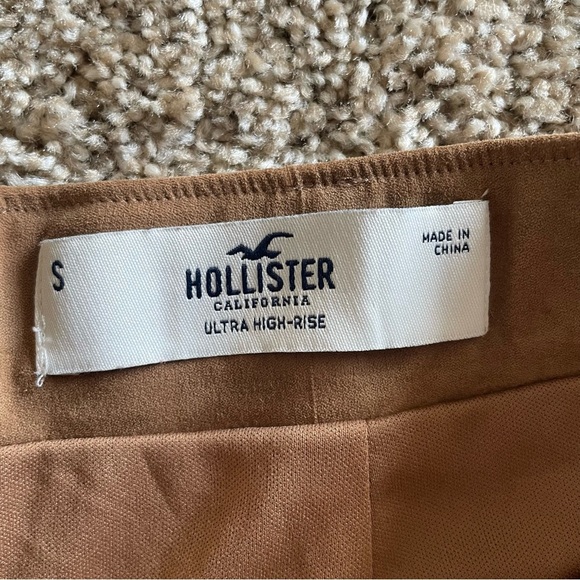 S
HOLLISTER
CALIFORNIA
ULTRA HIGH-RISE
MADE IN
CHINA